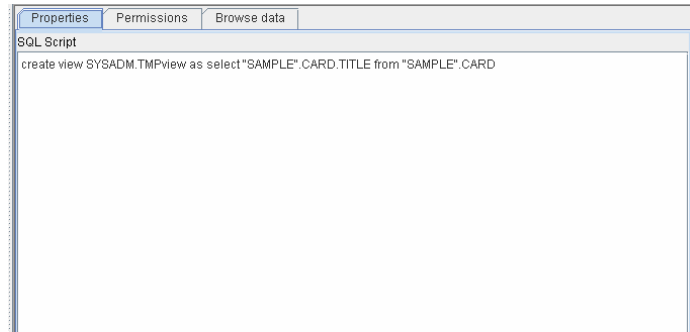 Properties Permissions Browse data
SQL Script
create view SYSADM.TMPview as select "SAMPLE".CARD.TITLE from "SAMPLE".CARD